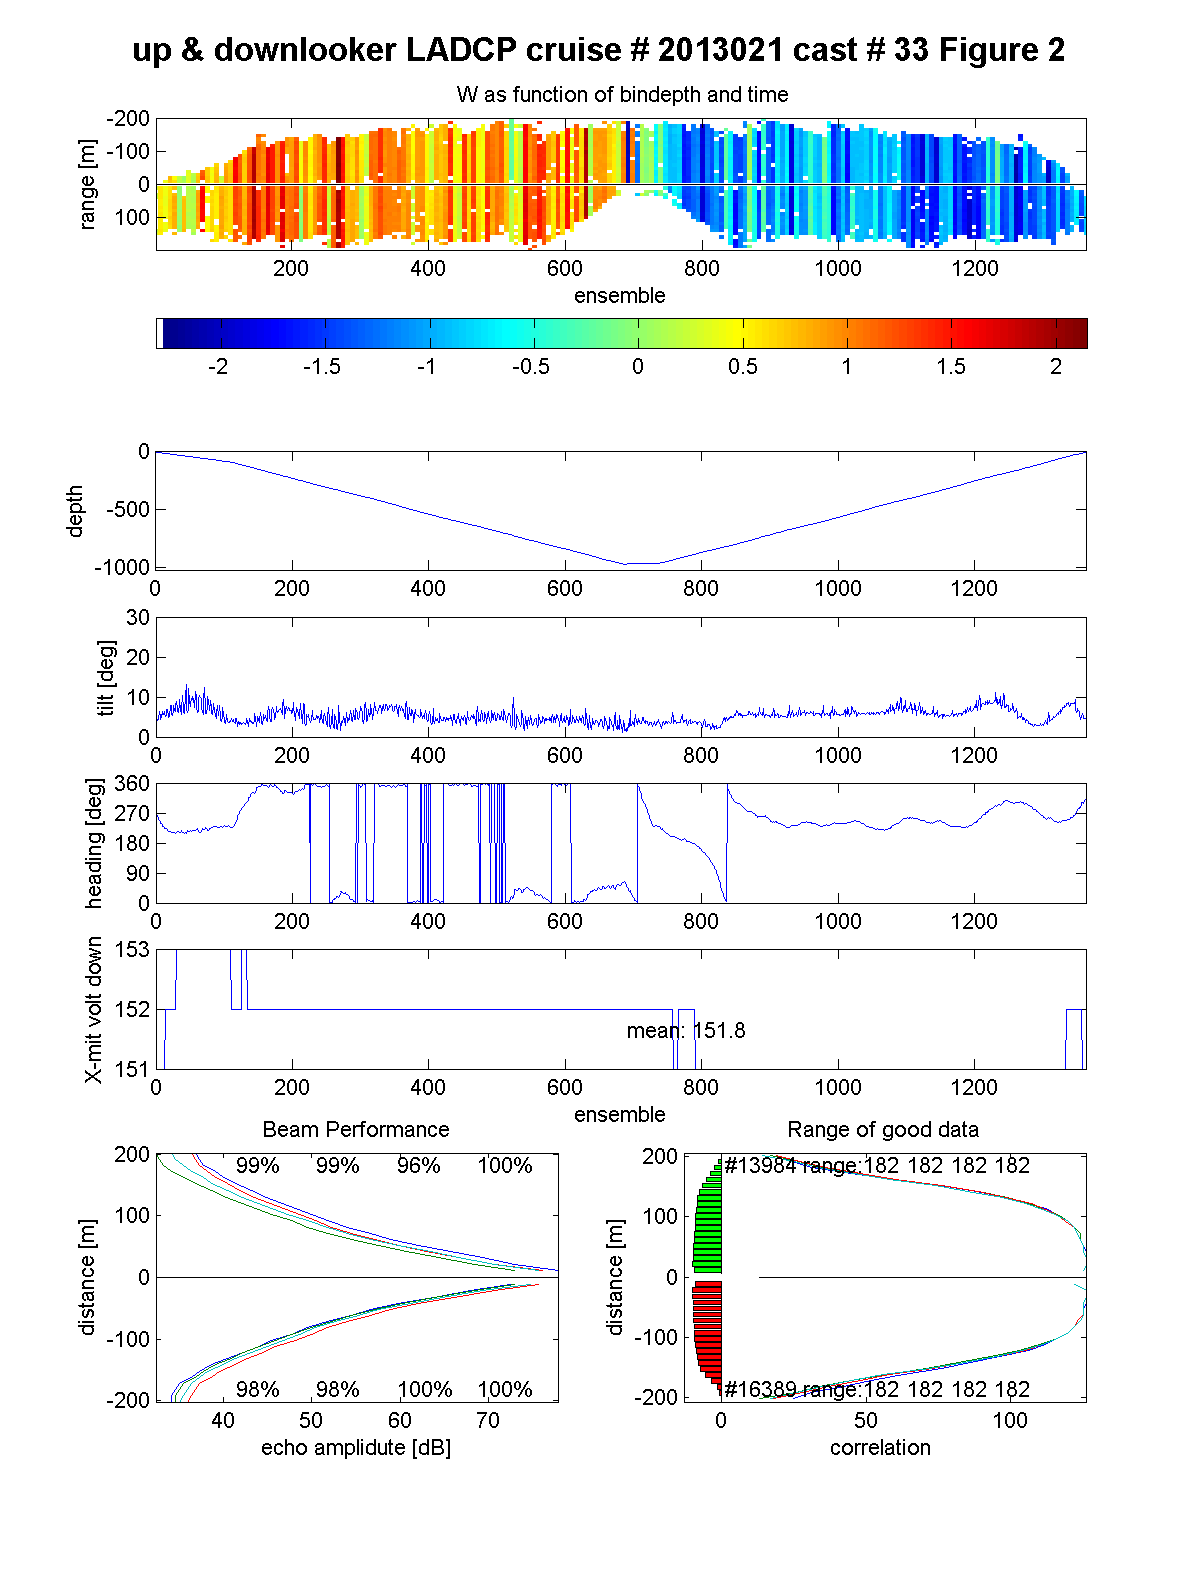 up & downlooker LADCP cruise # 2013021 cast # 33 Figure 2
W as function of bindepth and time
range [m]
-200
-100
0
100
200 400 600 800 1000 1200
ensemble
-2 -1.5 -1 -0.5 0 0.5 1 1.5 2
depth
0
-500
-1000
0 200 400 600 800 1000 1200
tilt [deg]
30
20
10
0
0 200 400 600 800 1000 1200
heading [deg]
360
270
180
90
0
0 200 400 600 800 1000 1200
X-mit volt down
153
152
151
mean: 151.8
0 200 400 600 800 1000 1200
ensemble
Beam Performance
distance [m]
200
100
0
-100
-200
99% 99% 96% 100%
98% 98% 100% 100%
40 50 60 70
echo amplidute [dB]
Range of good data
distance [m]
200
100
0
-100
-200
#13984 range:182 182 182 182
#16389 range:182 182 182 182
0 50 100
correlation